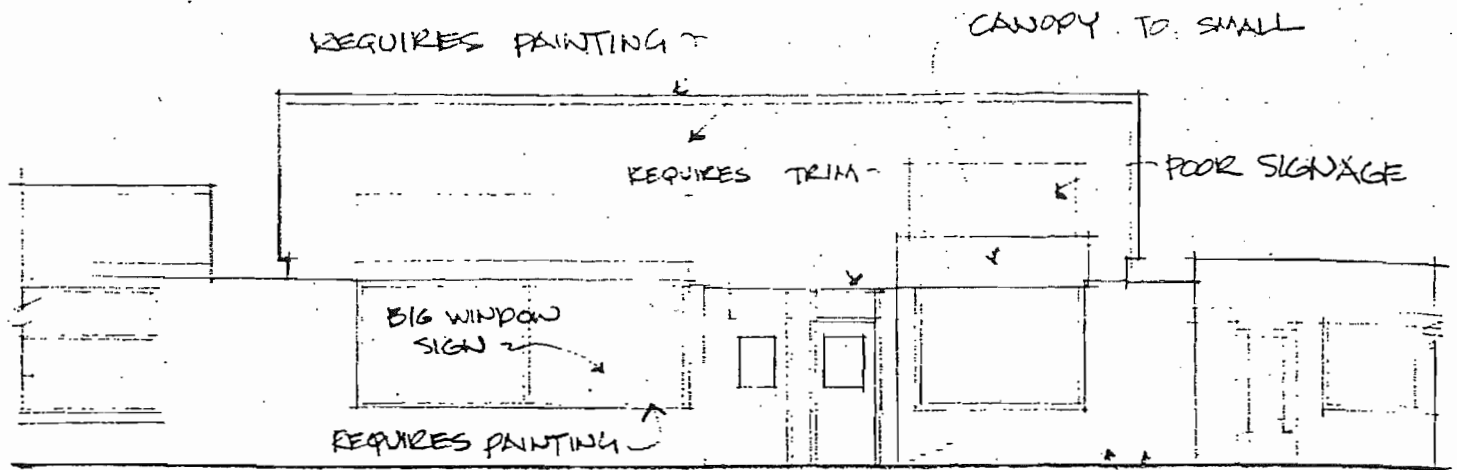 REQUIRES PAINTING
CANOPY TO SMALL
REQUIRES TRIM
POOR SIGNAGE
BIG WINDOW
SIGN
REQUIRES PAINTING